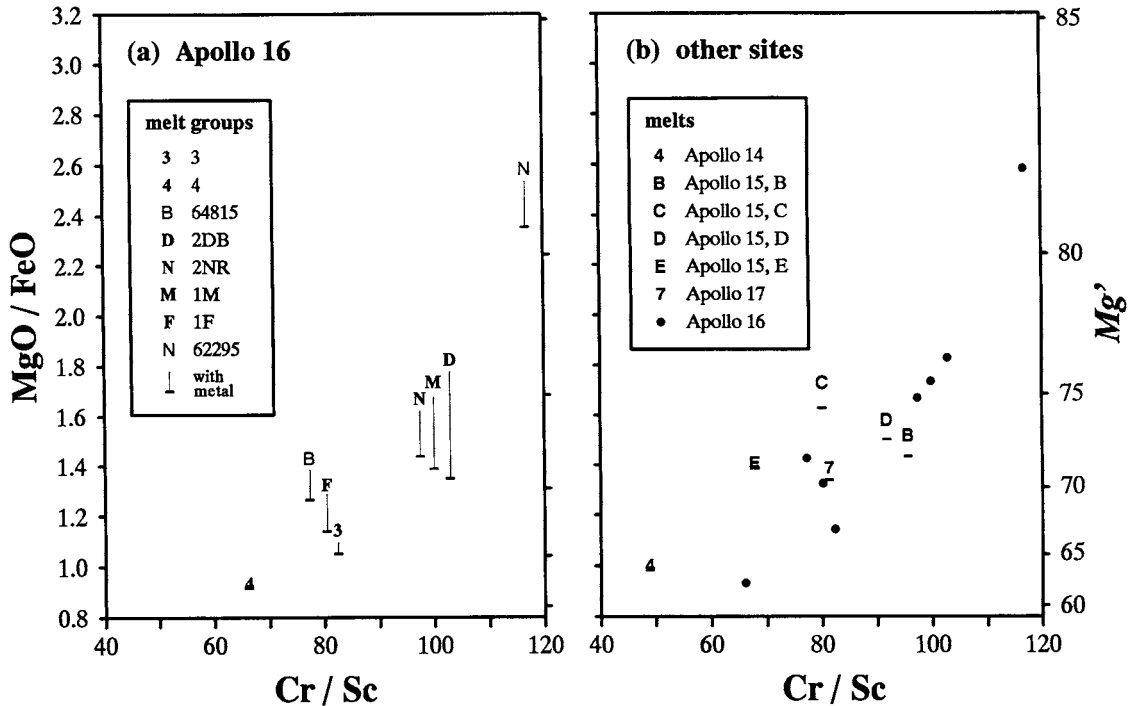 (a) Apollo 16
MgO / FeO
3.2
3.0
2.8
2.6
2.4
2.2
2.0
1.8
1.6
1.4
1.2
1.0
0.8
melt groups
3 3
4 4
B 64815
D 2DB
N 2NR
M 1M
F 1F
N 62295
with
metal
N
D
M
N
B
F
3
4
40 60 80 100 120
Cr / Sc
(b) other sites
melts
4 Apollo 14
B Apollo 15, B
C Apollo 15, C
D Apollo 15, D
E Apollo 15, E
7 Apollo 17
• Apollo 16
C
D
B
E
7
4
85
80
75
70
65
60
Mg'
40 60 80 100 120
Cr / Sc